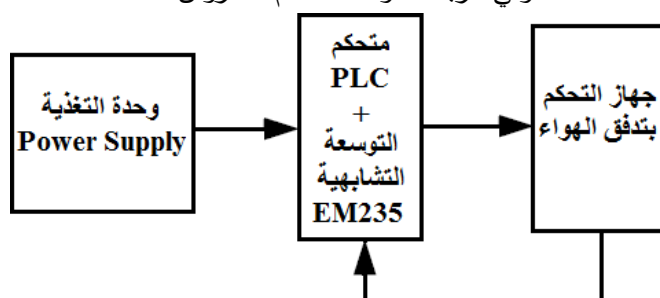 وحدة التغذية
Power Supply
متحكم
PLC
+
التوسعة
التشابهية
EM235
جهاز التحكم
بتدفق الهواء